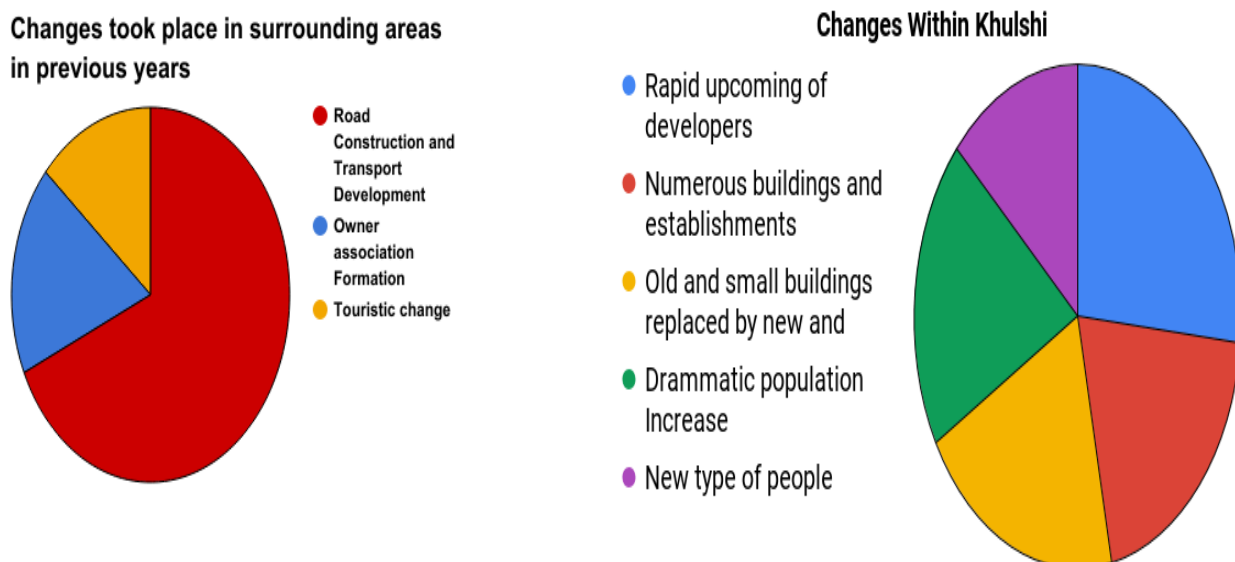 Changes took place in surrounding areas
in previous years
Road
Construction and
Transport
Development
Owner
association
Formation
Touristic change
Changes Within Khulshi
Rapid upcoming of
developers
Numerous buildings and
establishments
Old and small buildings
replaced by new and
Drammatic population
Increase
New type of people